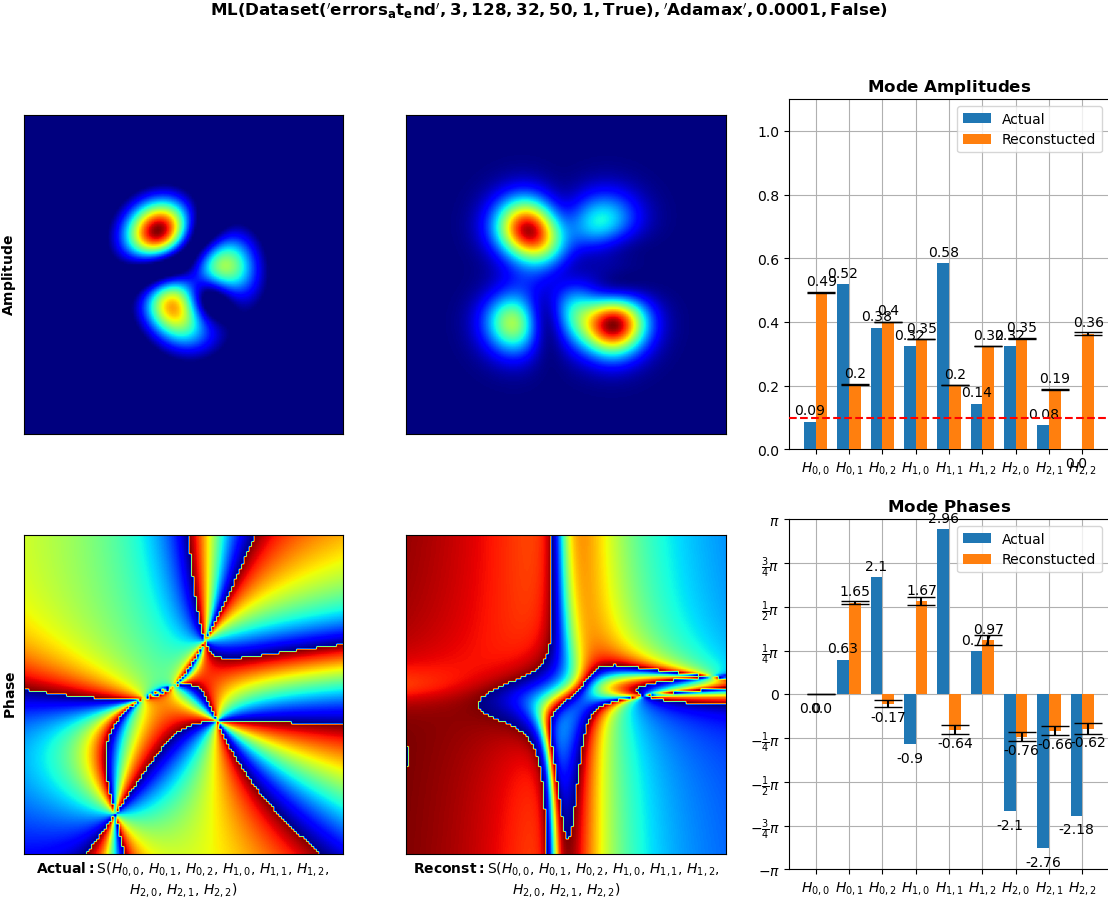 ML(Dataset('errors_at_end', 3, 128, 32, 50, 1, True), 'Adamax', 0.0001, False)
Amplitude
Mode Amplitudes
Actual
Reconstucted
1.0
0.8
0.6
0.4
0.2
0.0
0.09 0.49 0.52 0.2 0.38 0.4 0.32 0.35 0.58 0.2 0.14 0.32 0.32 0.35 0.08 0.19 0.0 0.36
H0,0 H0,1 H0,2 H1,0 H1,1 H1,2 H2,0 H2,1 H2,2
Phase
Mode Phases
Actual
Reconstucted
π
3/4π
1/2π
1/4π
0
−1/4π
−1/2π
−3/4π
−π
0.0 0.0 0.63 1.65 2.1 -0.17 -0.9 1.67 2.96 -0.64 0.97 -2.1 -0.76 -2.76 -0.66 -2.18 -0.62
H0,0 H0,1 H0,2 H1,0 H1,1 H1,2 H2,0 H2,1 H2,2
Actual: S(H0,0, H0,1, H0,2, H1,0, H1,1, H1,2,
H2,0, H2,1, H2,2)
Reconst: S(H0,0, H0,1, H0,2, H1,0, H1,1, H1,2,
H2,0, H2,1, H2,2)